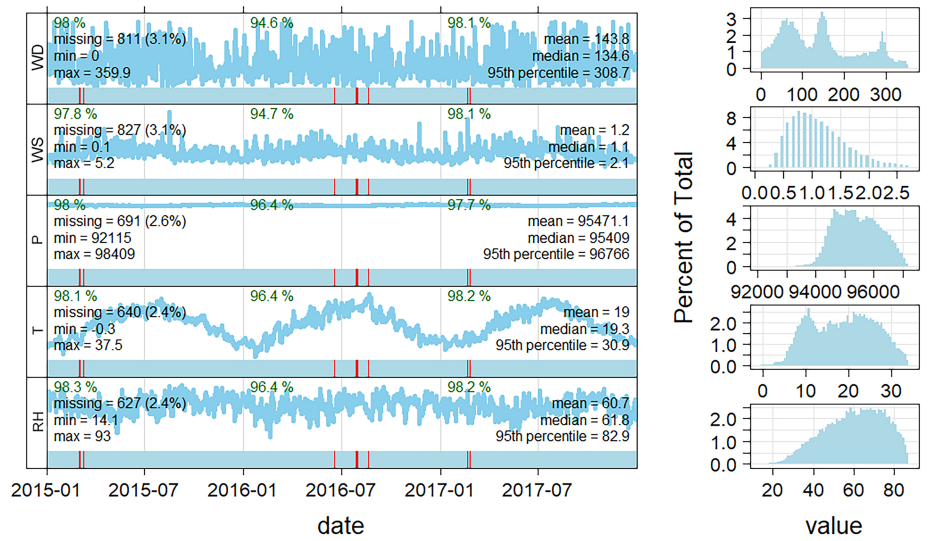 WD
98 %
94.6 %
98.1 %
missing = 811 (3.1%)
min = 0
max = 359.9
mean = 143.8
median = 134.6
95th percentile = 308.7
WS
97.8 %
94.7 %
98.1 %
missing = 827 (3.1%)
min = 0.1
max = 5.2
mean = 1.2
median = 1.1
95th percentile = 2.1
P
98 %
96.4 %
97.7 %
missing = 691 (2.6%)
min = 92115
max = 98409
mean = 95471.1
median = 95409
95th percentile = 96766
T
98.1 %
96.4 %
98.2 %
missing = 640 (2.4%)
min = -0.3
max = 37.5
mean = 19
median = 19.3
95th percentile = 30.9
RH
98.3 %
96.4 %
98.2 %
missing = 627 (2.4%)
min = 14.1
max = 93
mean = 60.7
median = 61.8
95th percentile = 82.9
2015-01 2015-07 2016-01 2016-07 2017-01 2017-07
date
Percent of Total
3
2
1
0
0 100 200 300
8
4
0
0.0 0.5 1.0 1.5 2.0 2.5
4
2
0
92000 94000 96000
2.0
1.0
0.0
0 10 20 30
2.0
1.0
0.0
20 40 60 80
value